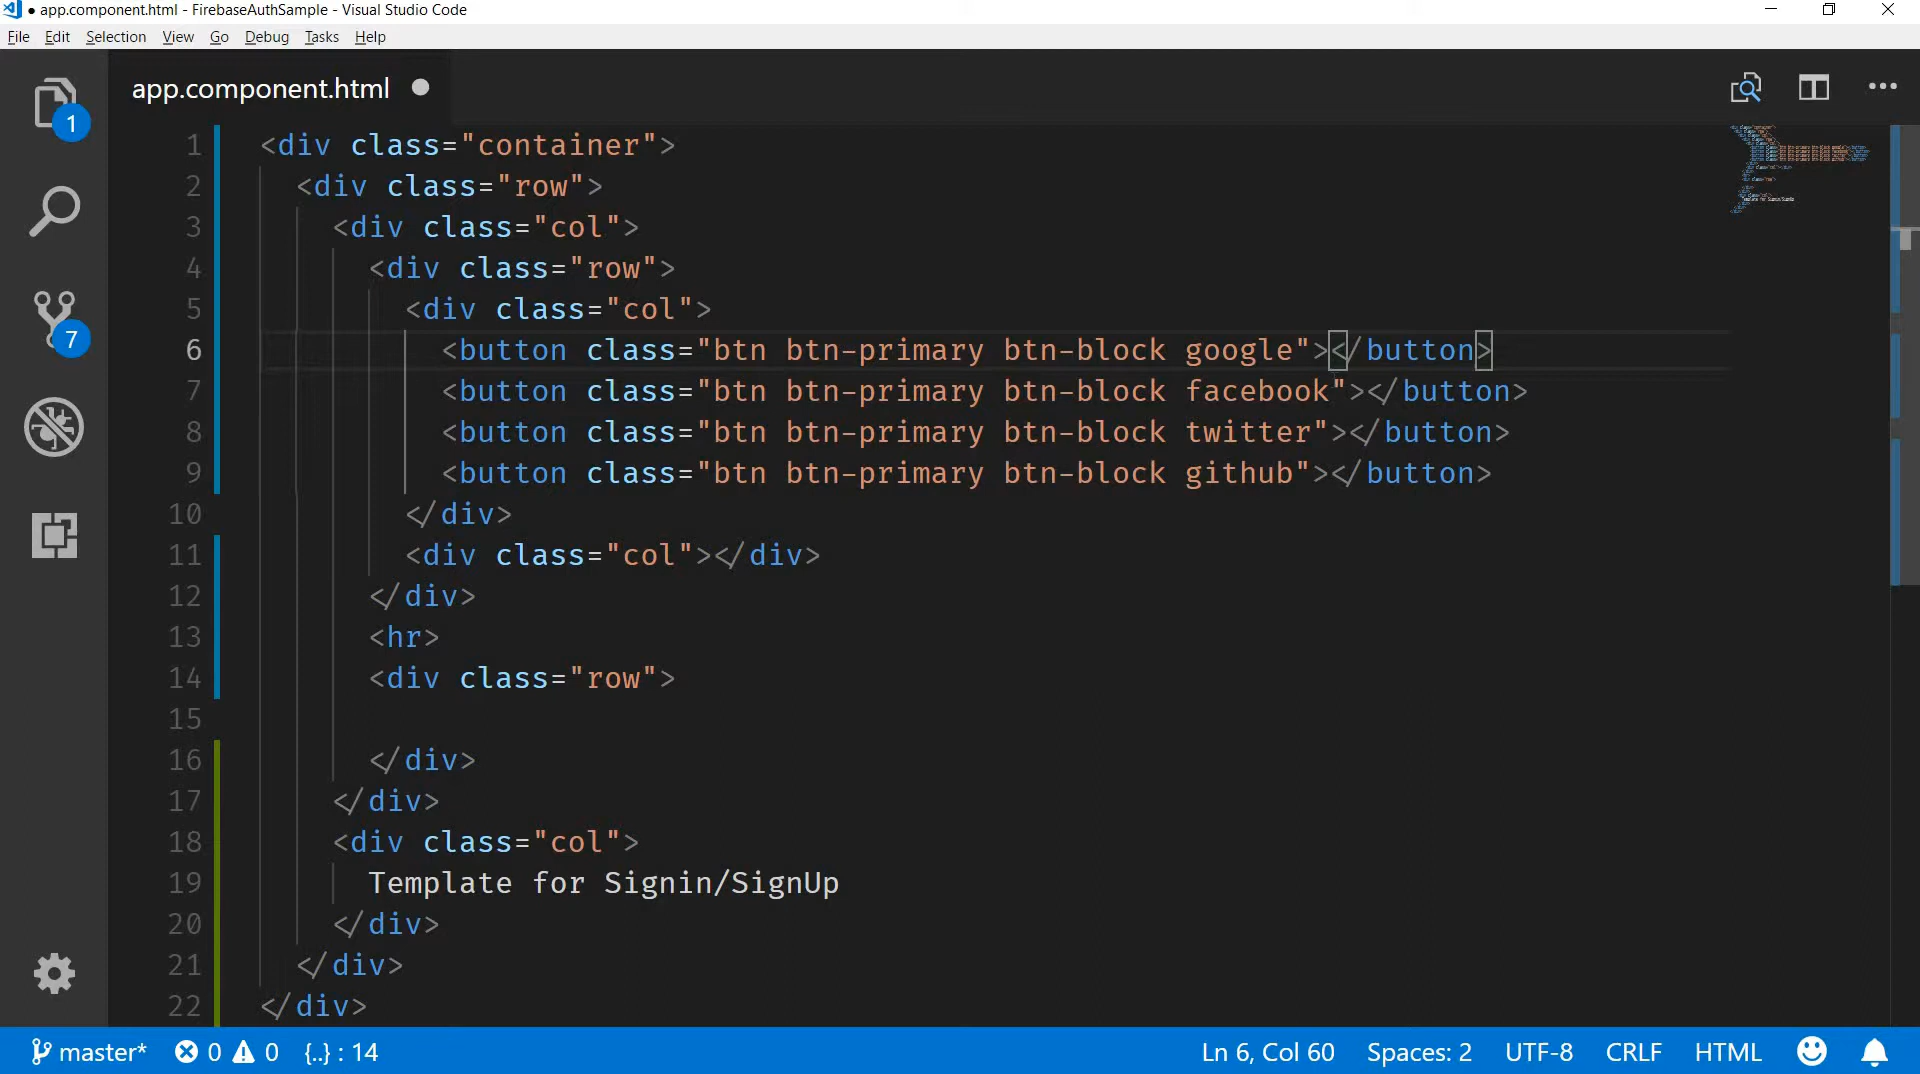 ● app.component.html - FirebaseAuthSample - Visual Studio Code
File Edit Selection View Go Debug Tasks Help
app.component.html ●
1
7
1 <div class="container">
2 <div class="row">
3 <div class="col">
4 <div class="row">
5 <div class="col">
6 <button class="btn btn-primary btn-block google"></button>
7 <button class="btn btn-primary btn-block facebook"></button>
8 <button class="btn btn-primary btn-block twitter"></button>
9 <button class="btn btn-primary btn-block github"></button>
10 </div>
11 <div class="col"></div>
12 </div>
13 <hr>
14 <div class="row">
15
16 </div>
17 </div>
18 <div class="col">
19 Template for Signin/SignUp
20 </div>
21 </div>
22 </div>
master* 0 0 {..} : 14 Ln 6, Col 60 Spaces: 2 UTF-8 CRLF HTML